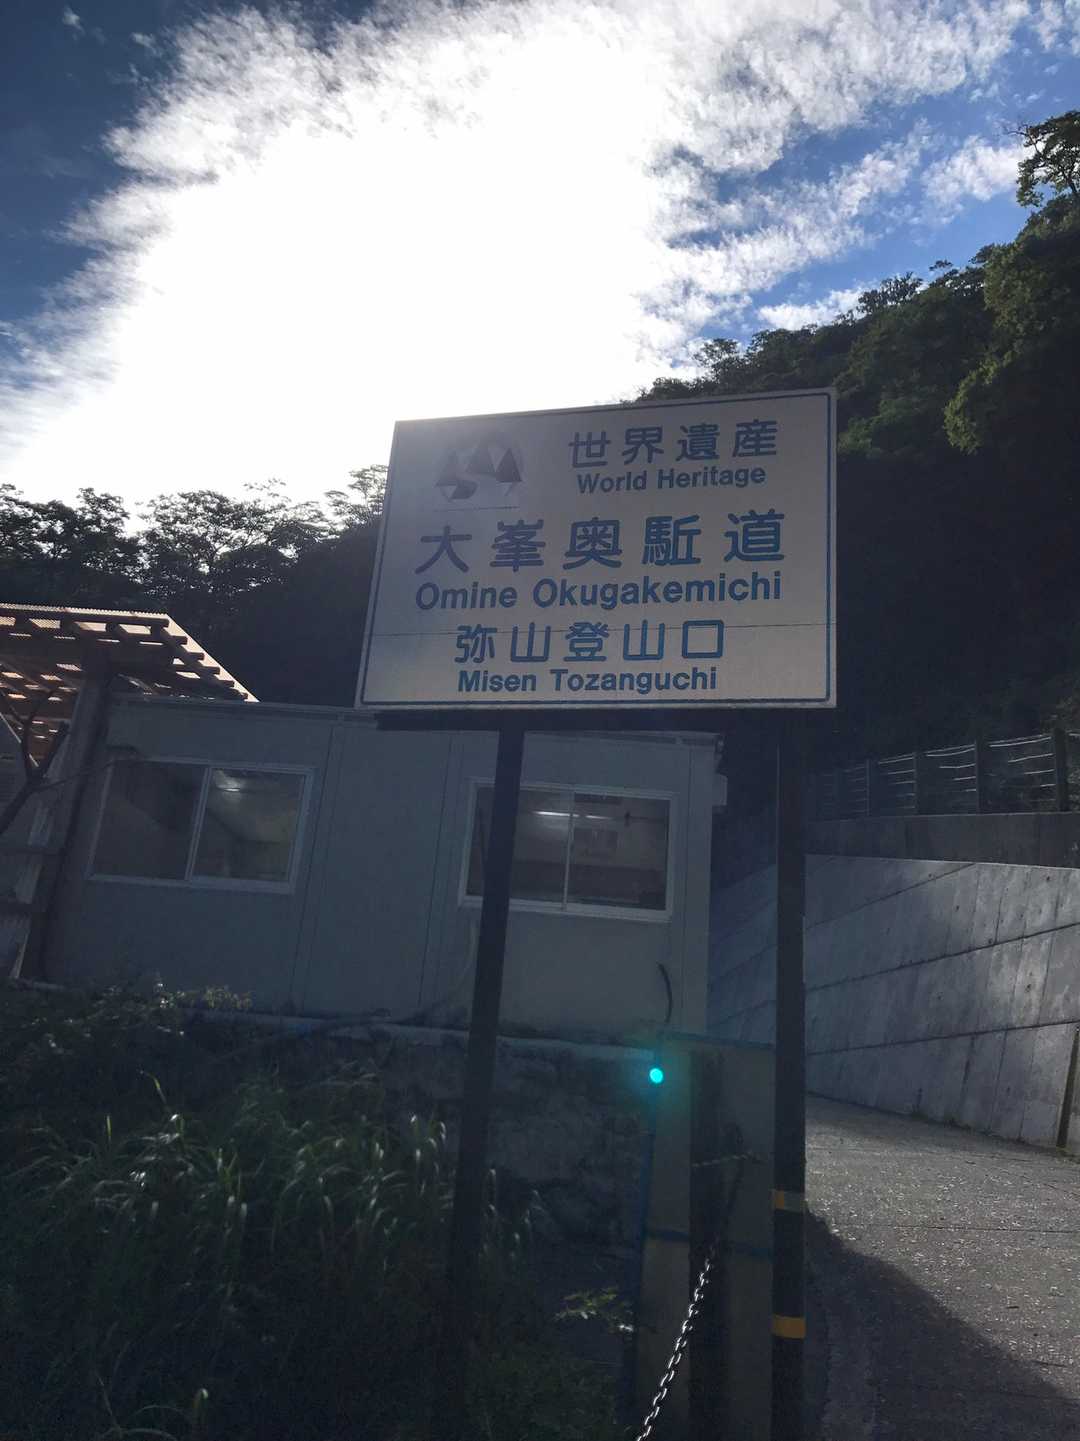 世界遺産
World Heritage
大峯奥駈道
Omine Okugakemichi
弥山登山口
Misen Tozanguchi